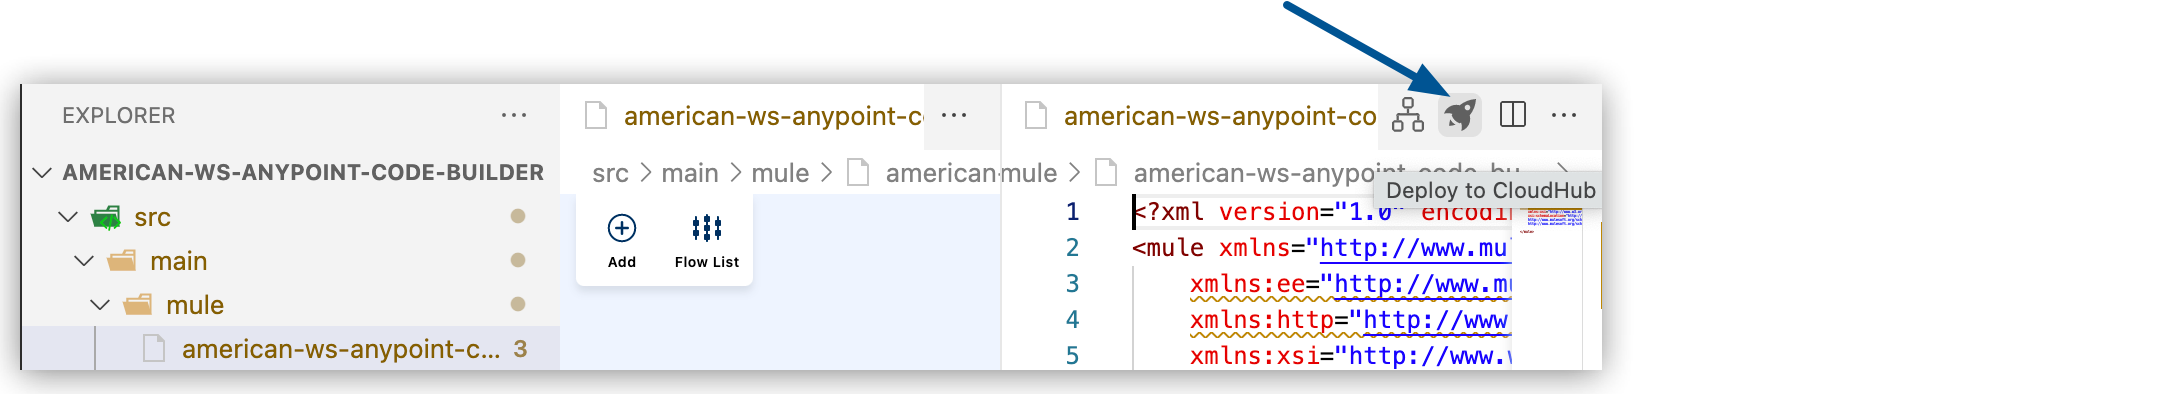 EXPLORER
AMERICAN-WS-ANYPOINT-CODE-BUILDER
src
main
mule
american-ws-anypoint-c... 3
american-ws-anypoint-c
src > main > mule > american
Add
Flow List
american-ws-anypoint-co
mule > american-ws-anypoint-code-bu... >
Deploy to CloudHub
1 <?xml version="1.0" encodi
2 <mule xmlns="http://www.mul
3 xmlns:ee="http://www.mu
4 xmlns:http="http://www.
5 xmlns:xsi="http://www.w